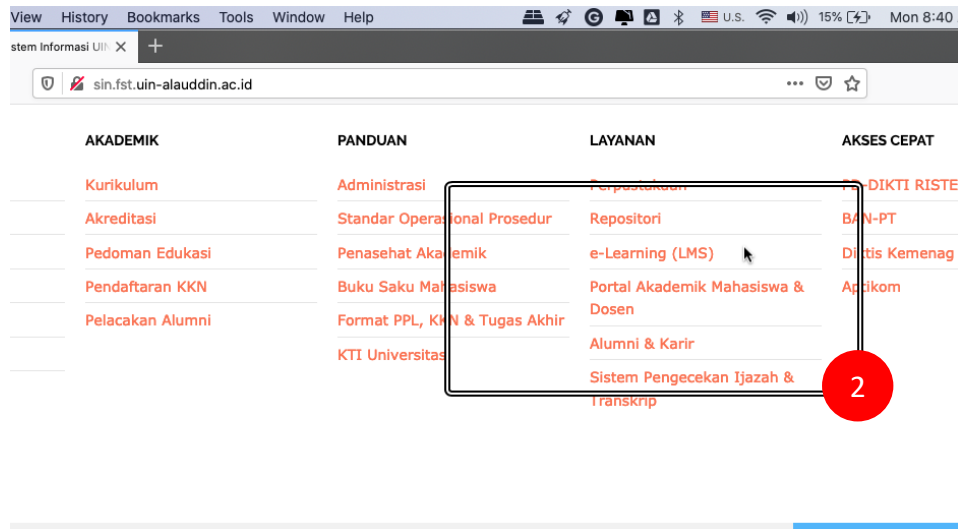 View History Bookmarks Tools Window Help U.S. 15% Mon 8:40
stem Informasi UIN
sin.fst.uin-alauddin.ac.id
AKADEMIK
Kurikulum
Akreditasi
Pedoman Edukasi
Pendaftaran KKN
Pelacakan Alumni
PANDUAN
Administrasi
Standar Operasional Prosedur
Penasehat Akademik
Buku Saku Mahasiswa
Format PPL, KKN & Tugas Akhir
KTI Universitas
LAYANAN
Perpustakaan
Repositori
e-Learning (LMS)
Portal Akademik Mahasiswa &
Dosen
Alumni & Karir
Sistem Pengecekan Ijazah &
Transkrip
AKSES CEPAT
PD-DIKTI RISTE
BAN-PT
Diktis Kemenag
Aptikom
2